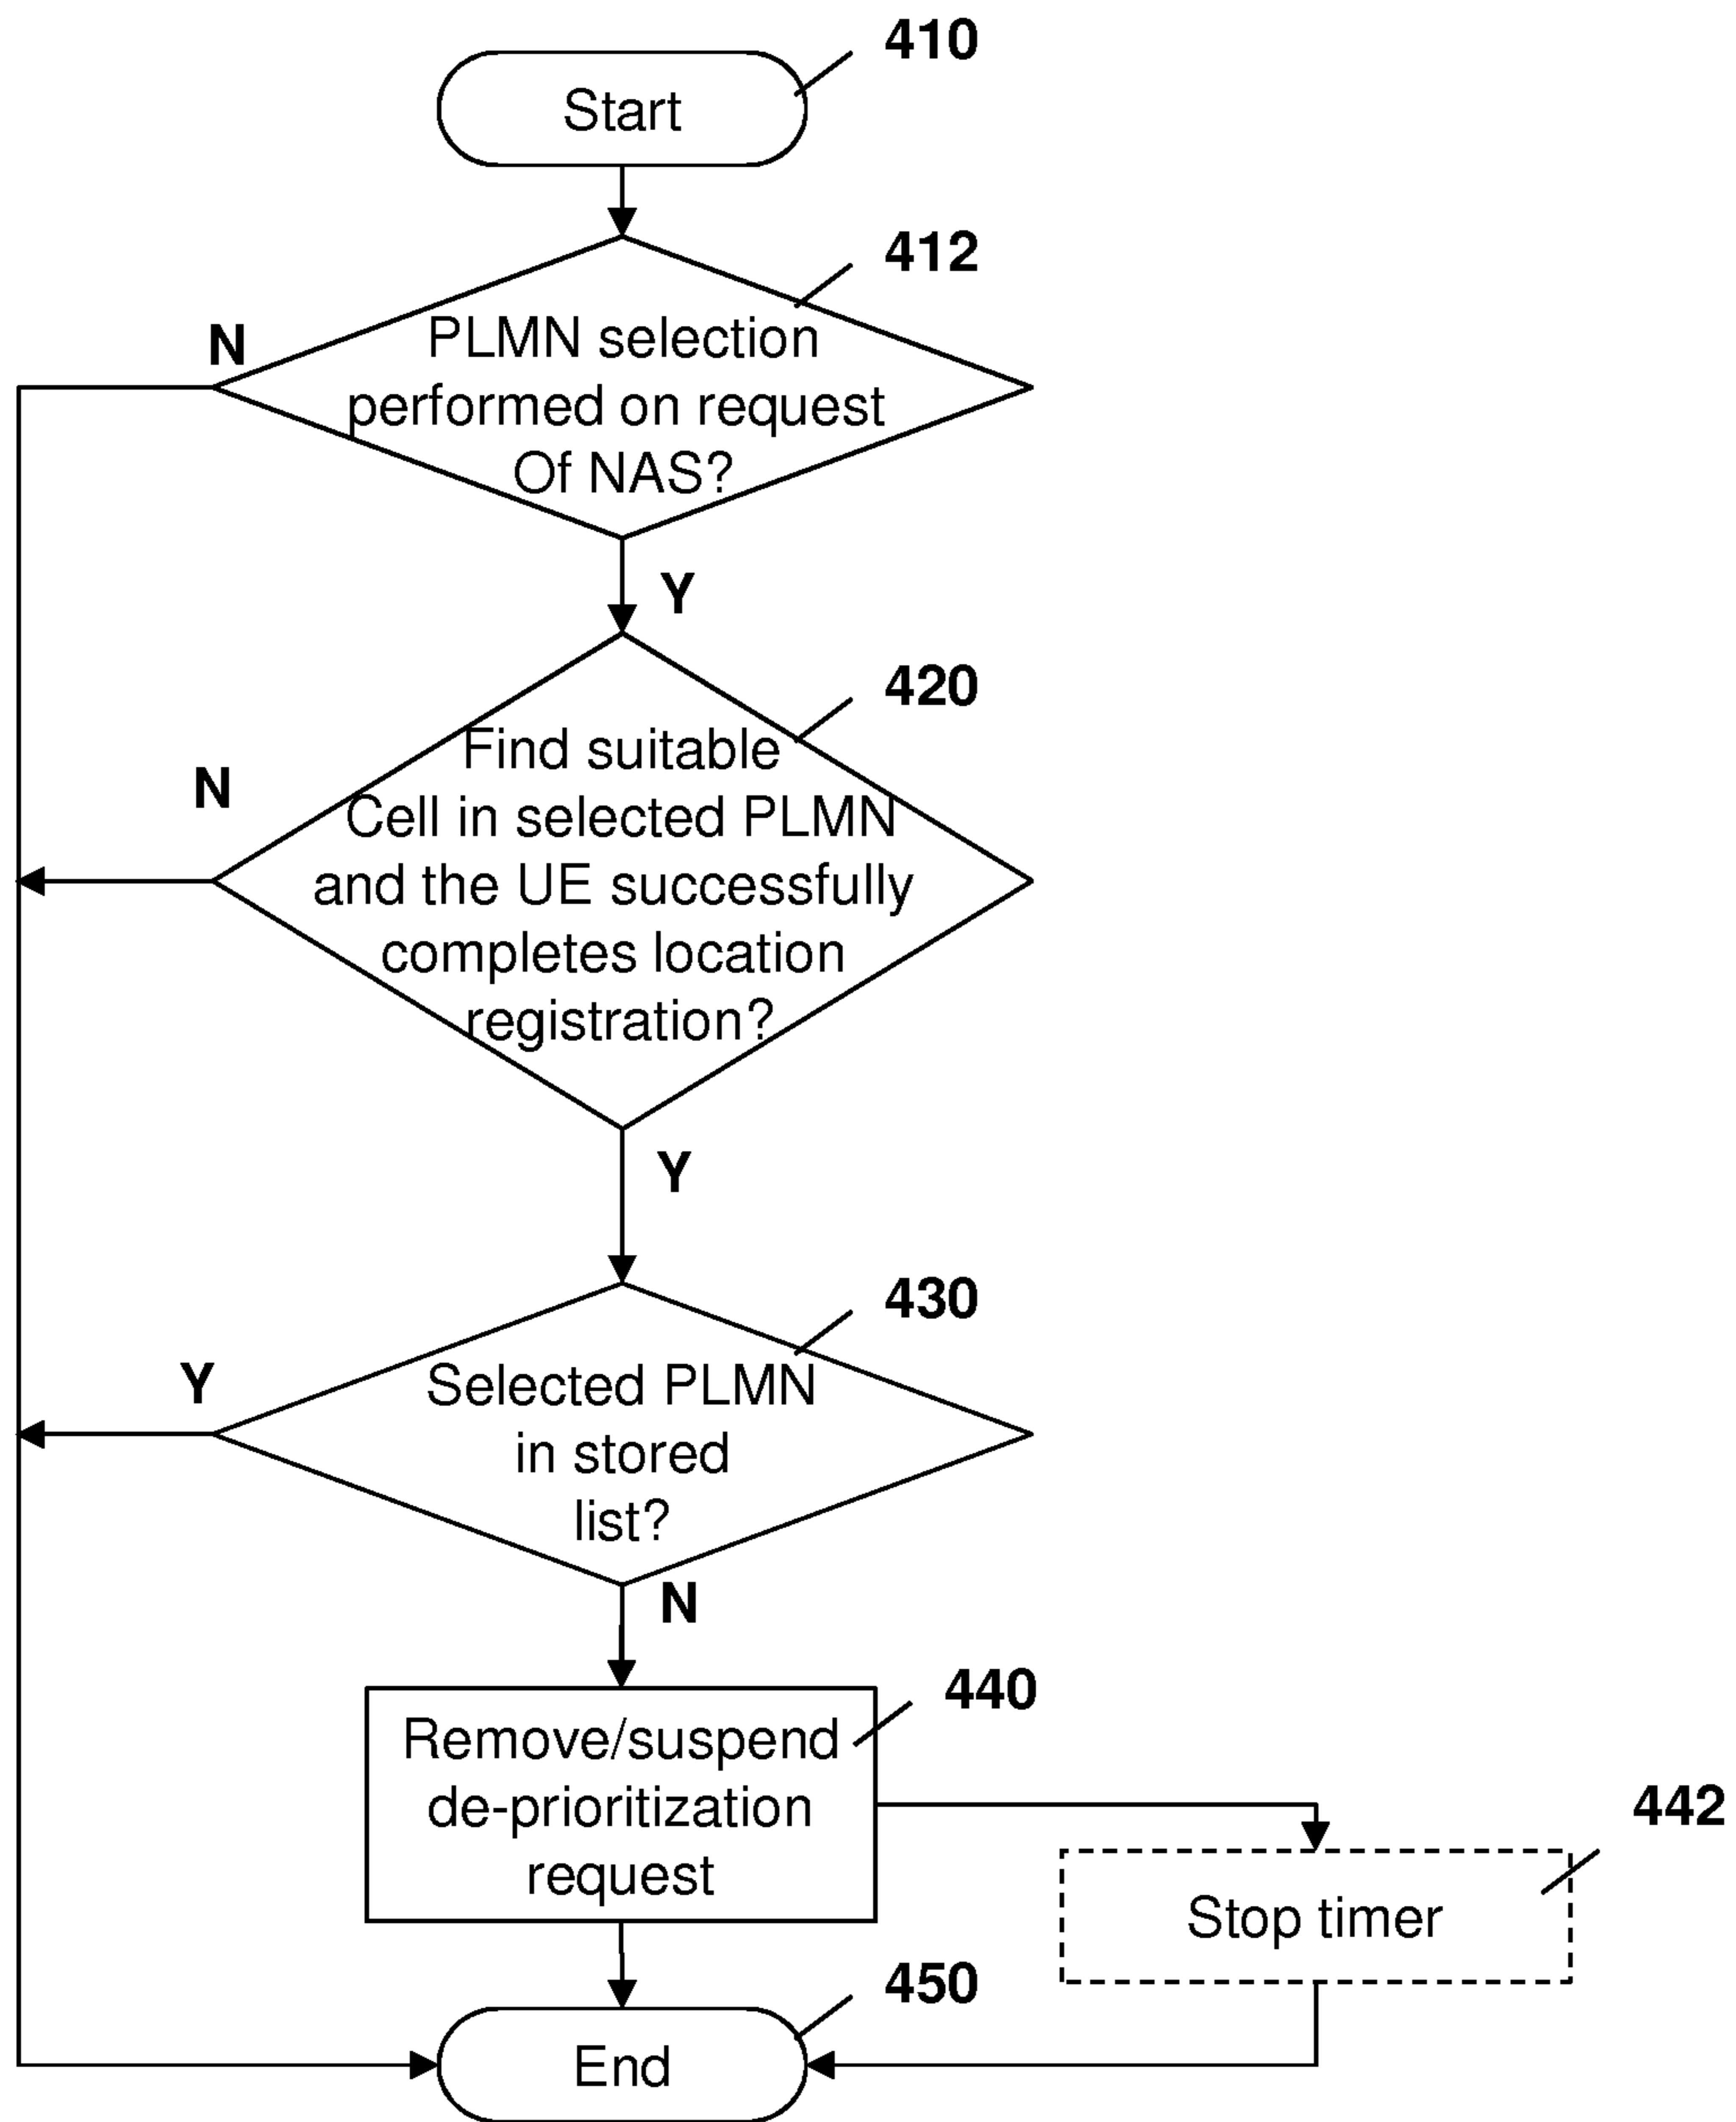 410
Start
412
N
PLMN selection
performed on request
Of NAS?
Y
420
Find suitable
N
Cell in selected PLMN
and the UE successfully
completes location
registration?
Y
430
Y
Selected PLMN
in stored
list?
N
440
Remove/suspend
de-prioritization
request
442
Stop timer
450
End